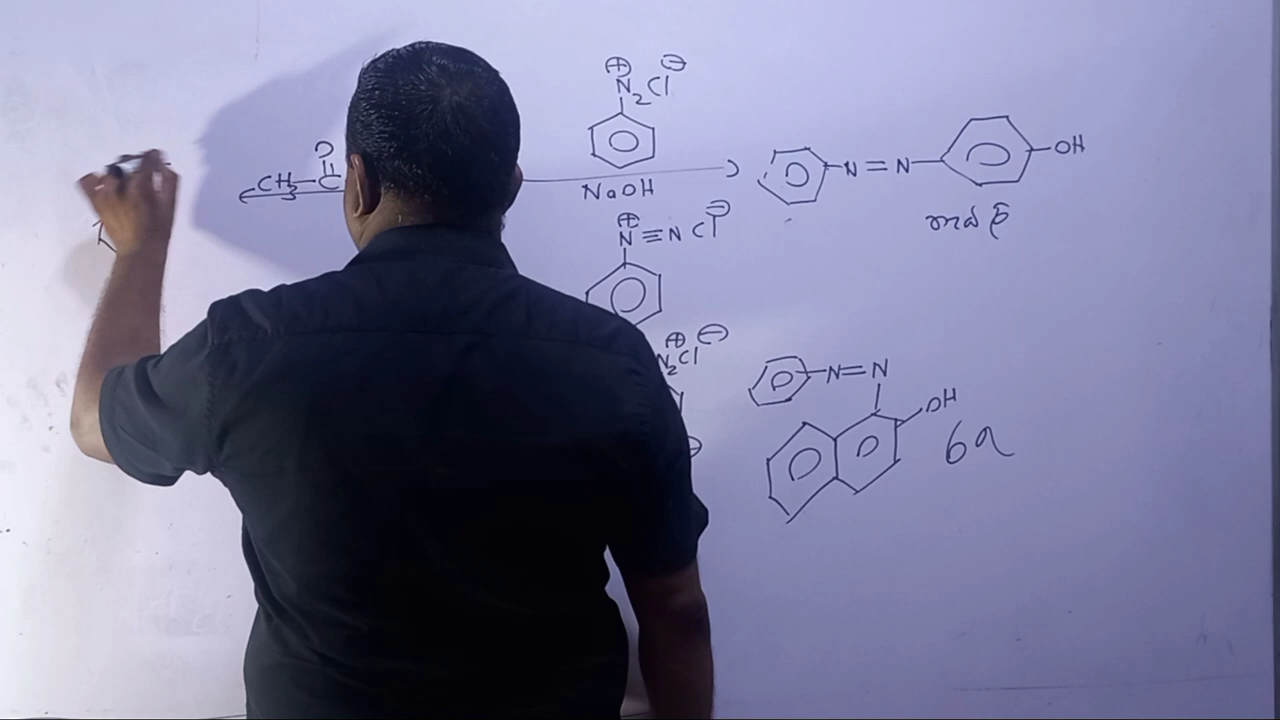 N₂Cl
⊕ ⊖
CH₃–C
O
NaOH
N=N
OH
⊕ ⊖
N≡N Cl
⊕ ⊖
N₂Cl
N=N
OH